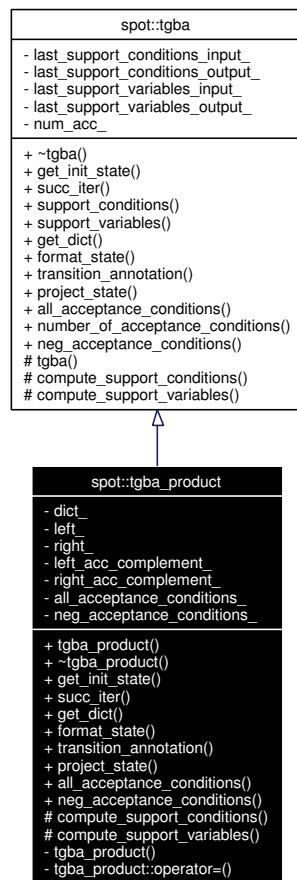 spot::tgba
- last_support_conditions_input_
- last_support_conditions_output_
- last_support_variables_input_
- last_support_variables_output_
- num_acc_
+ ~tgba()
+ get_init_state()
+ succ_iter()
+ support_conditions()
+ support_variables()
+ get_dict()
+ format_state()
+ transition_annotation()
+ project_state()
+ all_acceptance_conditions()
+ number_of_acceptance_conditions()
+ neg_acceptance_conditions()
# tgba()
# compute_support_conditions()
# compute_support_variables()
spot::tgba_product
- dict_
- left_
- right_
- left_acc_complement_
- right_acc_complement_
- all_acceptance_conditions_
- neg_acceptance_conditions_
+ tgba_product()
+ ~tgba_product()
+ get_init_state()
+ succ_iter()
+ get_dict()
+ format_state()
+ transition_annotation()
+ project_state()
+ all_acceptance_conditions()
+ neg_acceptance_conditions()
# compute_support_conditions()
# compute_support_variables()
- tgba_product()
- tgba_product::operator=()